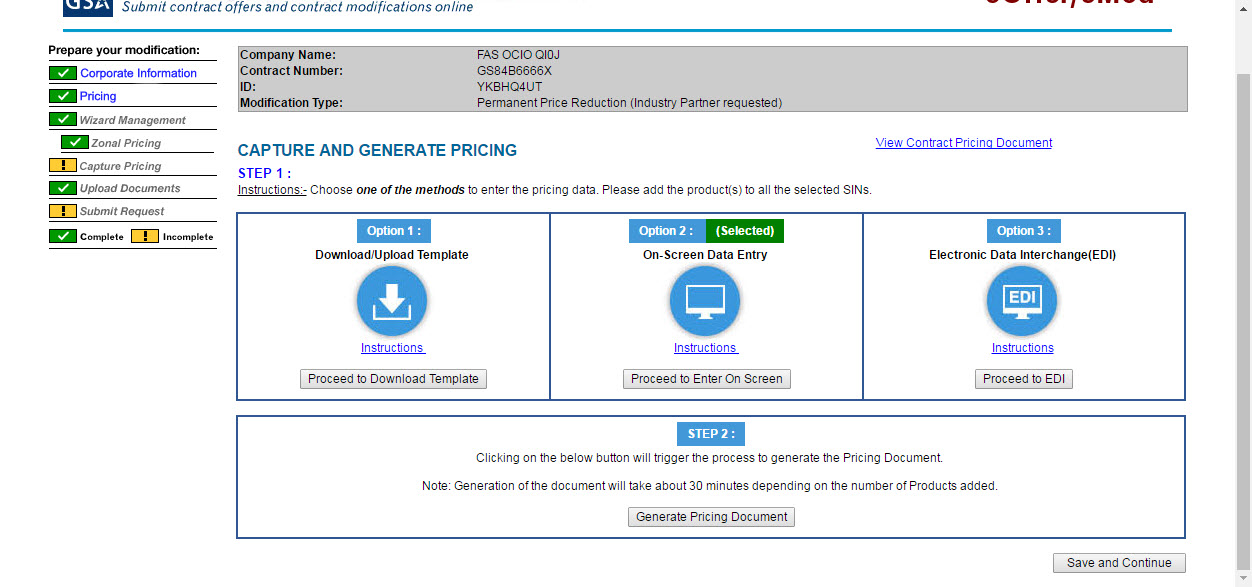 GSA
Submit contract offers and contract modifications online
eOffer/eMod
Prepare your modification:
Corporate Information
Pricing
Wizard Management
Zonal Pricing
! Capture Pricing
Upload Documents
! Submit Request
Complete ! Incomplete
Company Name: FAS OCIO QI0J
Contract Number: GS84B6666X
ID: YKBHQ4UT
Modification Type: Permanent Price Reduction (Industry Partner requested)
View Contract Pricing Document
CAPTURE AND GENERATE PRICING
STEP 1 :
Instructions:- Choose one of the methods to enter the pricing data. Please add the product(s) to all the selected SINs.
Option 1 :
Download/Upload Template
Instructions
Proceed to Download Template
Option 2 : (Selected)
On-Screen Data Entry
Instructions
Proceed to Enter On Screen
Option 3 :
Electronic Data Interchange(EDI)
EDI
Instructions
Proceed to EDI
STEP 2 :
Clicking on the below button will trigger the process to generate the Pricing Document.
Note: Generation of the document will take about 30 minutes depending on the number of Products added.
Generate Pricing Document
Save and Continue